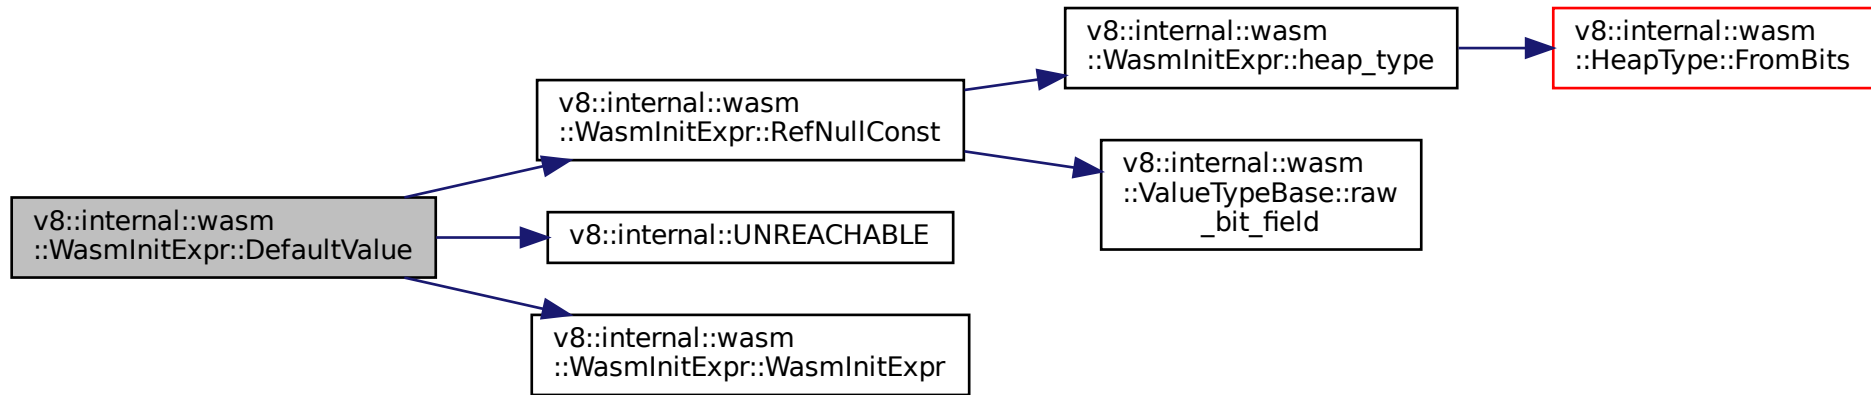 v8::internal::wasm
::WasmInitExpr::DefaultValue
v8::internal::wasm
::WasmInitExpr::RefNullConst
v8::internal::UNREACHABLE
v8::internal::wasm
::WasmInitExpr::WasmInitExpr
v8::internal::wasm
::WasmInitExpr::heap_type
v8::internal::wasm
::ValueTypeBase::raw
_bit_field
v8::internal::wasm
::HeapType::FromBits